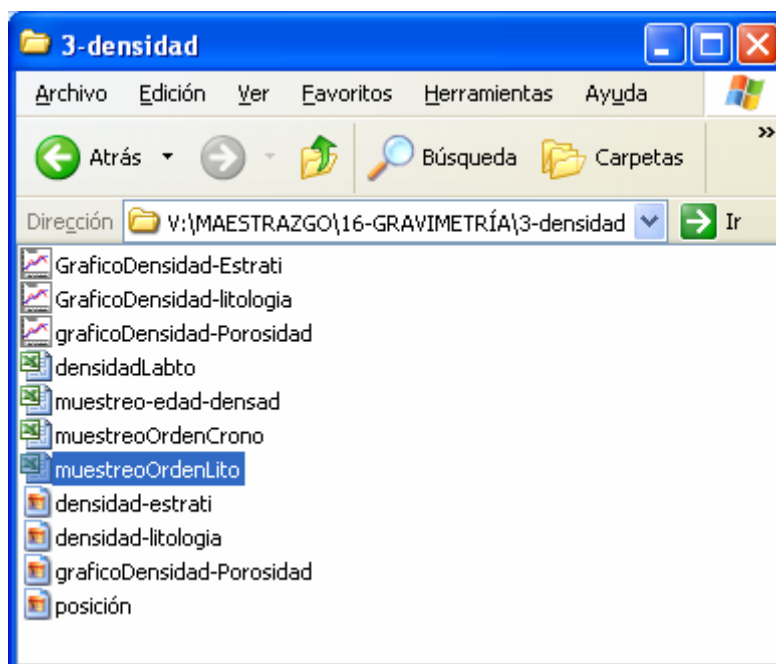 3-densidad
Archivo Edición Ver Favoritos Herramientas Ayuda
»
Atrás Búsqueda Carpetas
Dirección V:\MAESTRAZGO\16-GRAVIMETRÍA\3-densidad Ir
GraficoDensidad-Estrati
GraficoDensidad-litologia
graficoDensidad-Porosidad
densidadLabto
muestreo-edad-densad
muestreoOrdenCrono
muestreoOrdenLito
densidad-estrati
densidad-litologia
graficoDensidad-Porosidad
posición